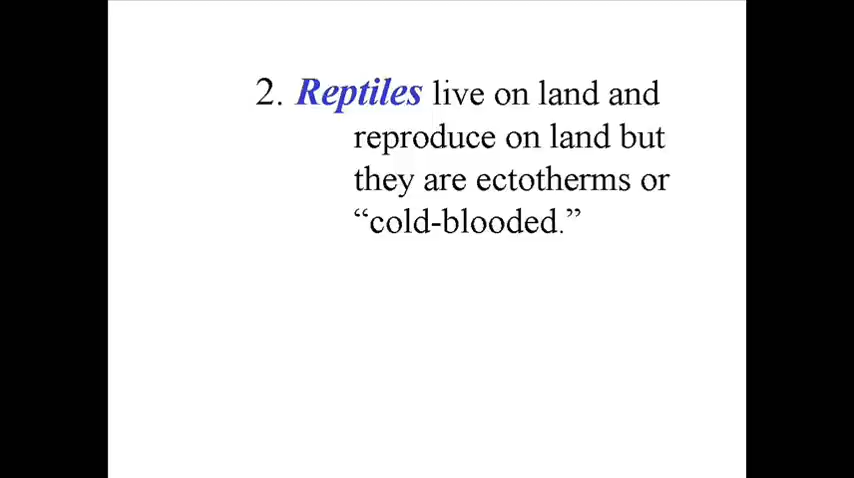 2. Reptiles live on land and
reproduce on land but
they are ectotherms or
“cold-blooded.”